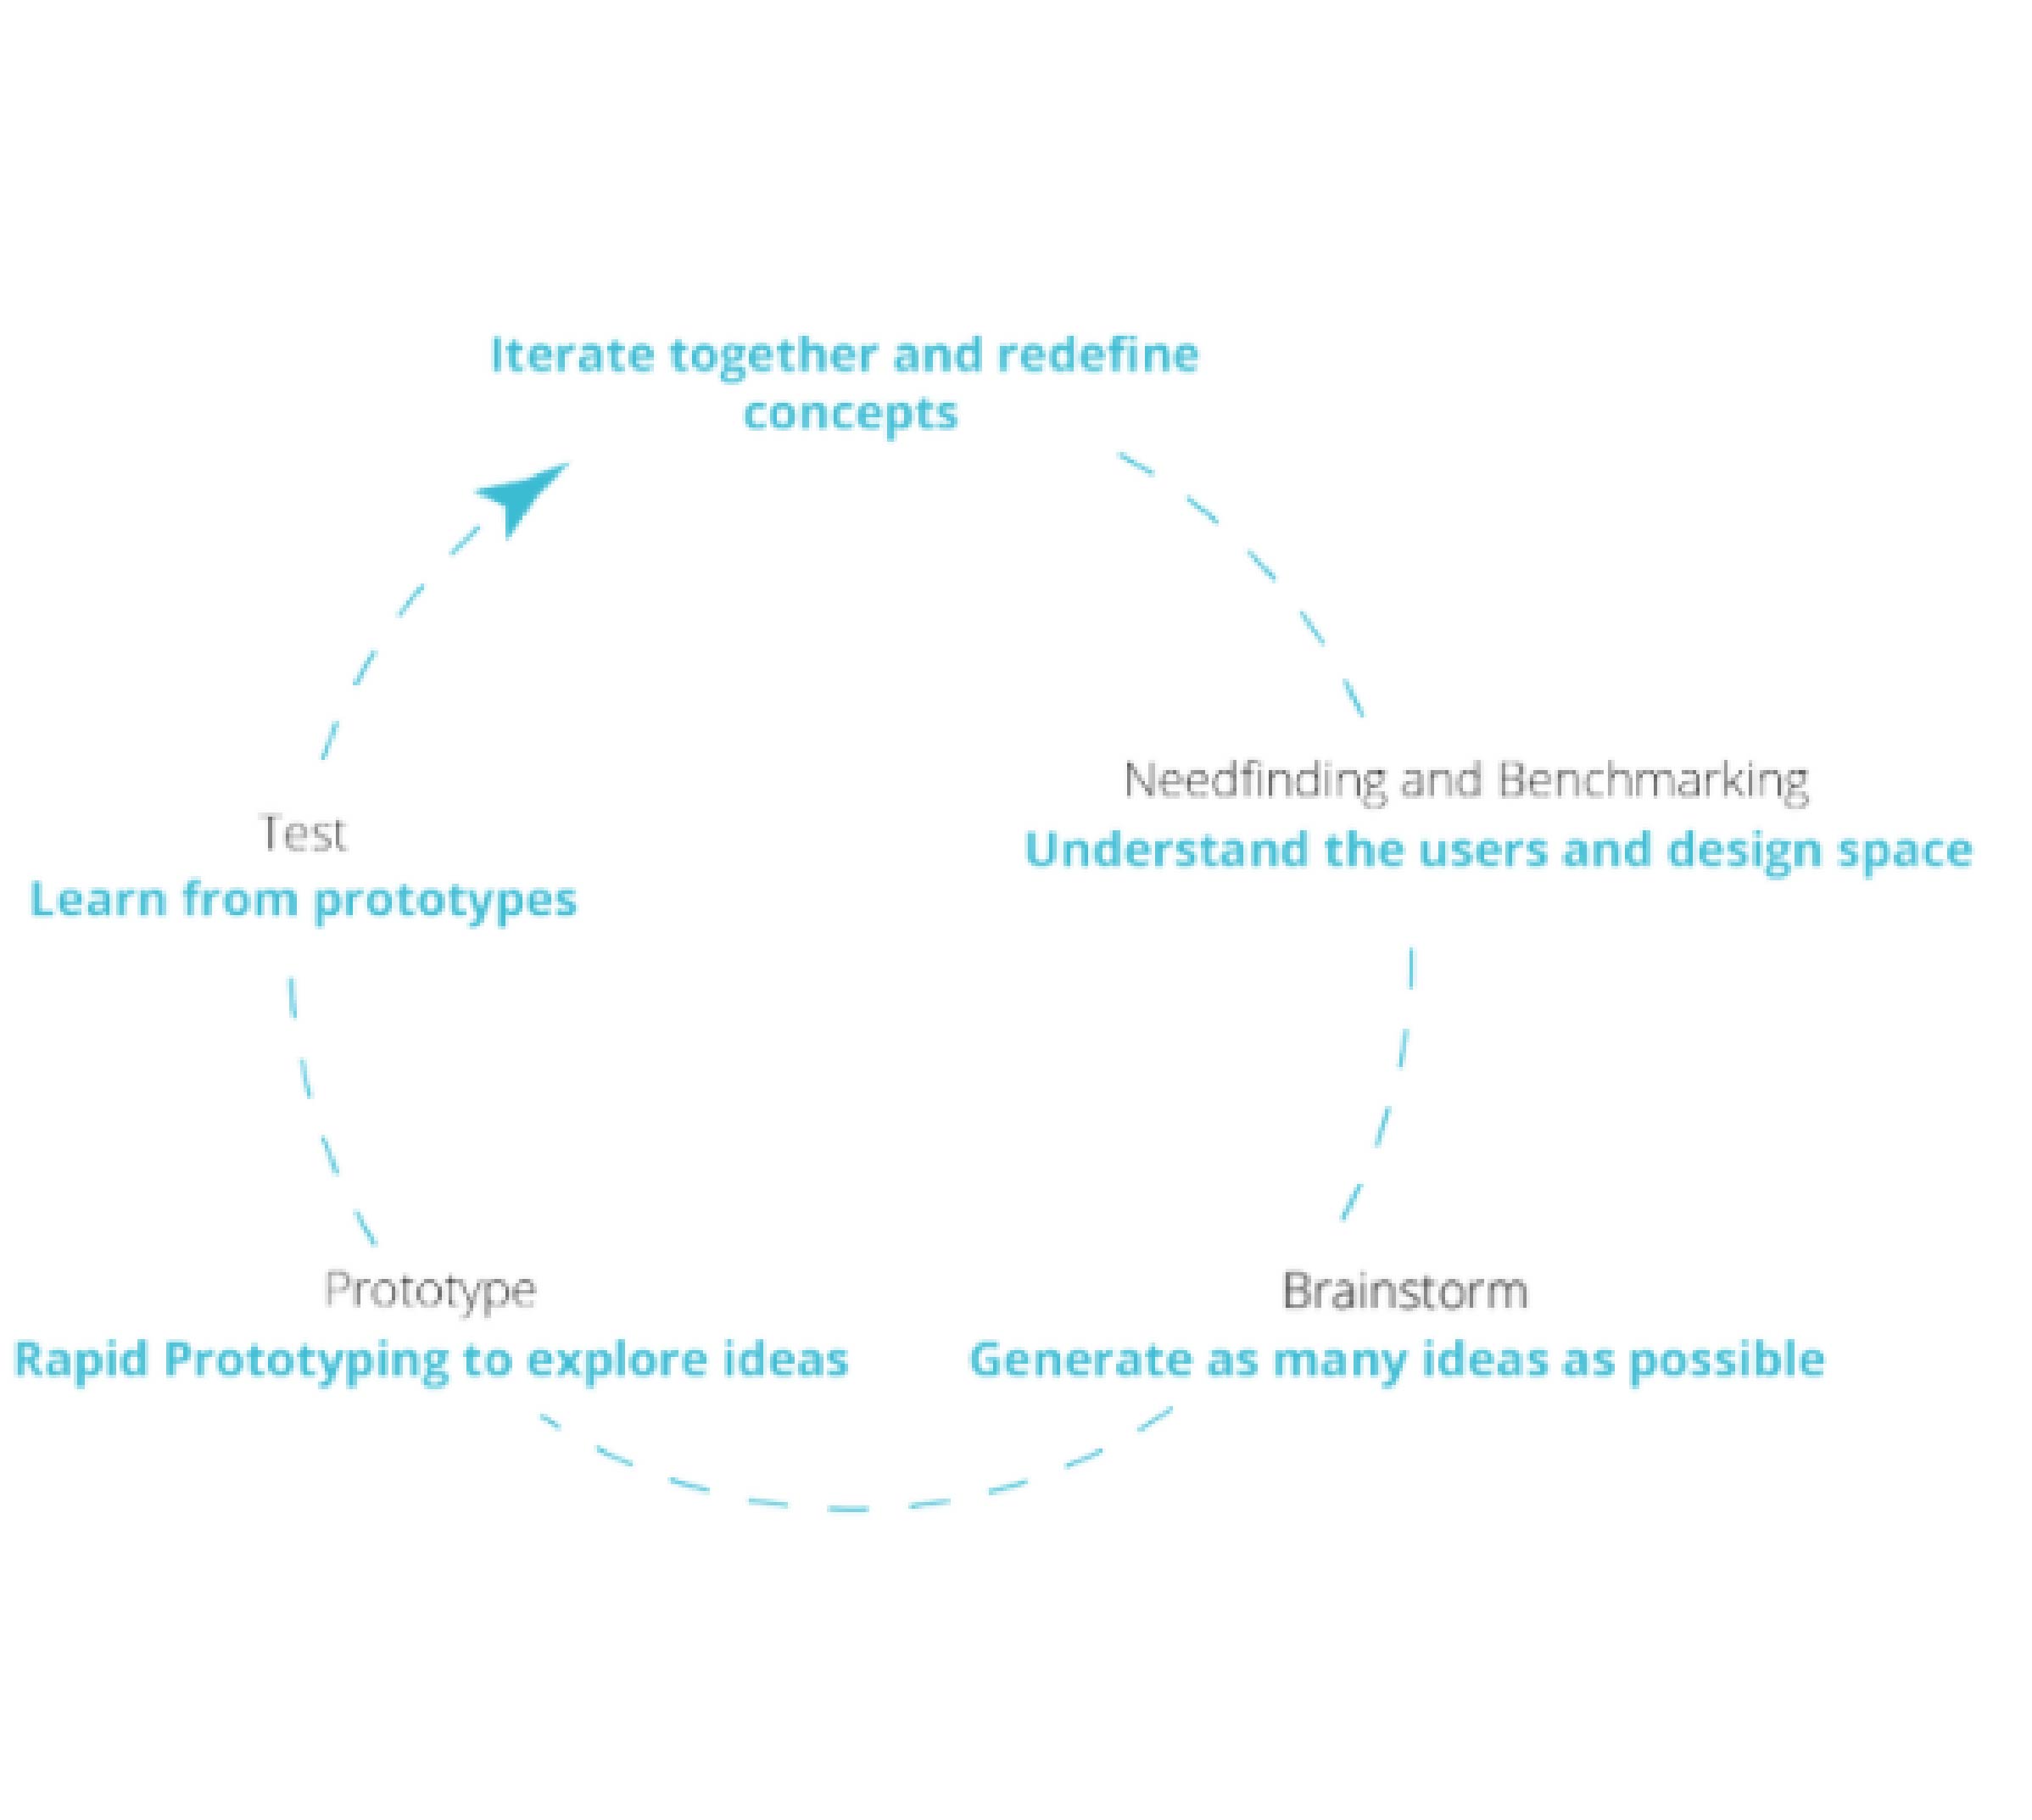 Iterate together and redefine
concepts
Needfinding and Benchmarking
Understand the users and design space
Test
Learn from prototypes
Prototype
Rapid Prototyping to explore ideas
Brainstorm
Generate as many ideas as possible